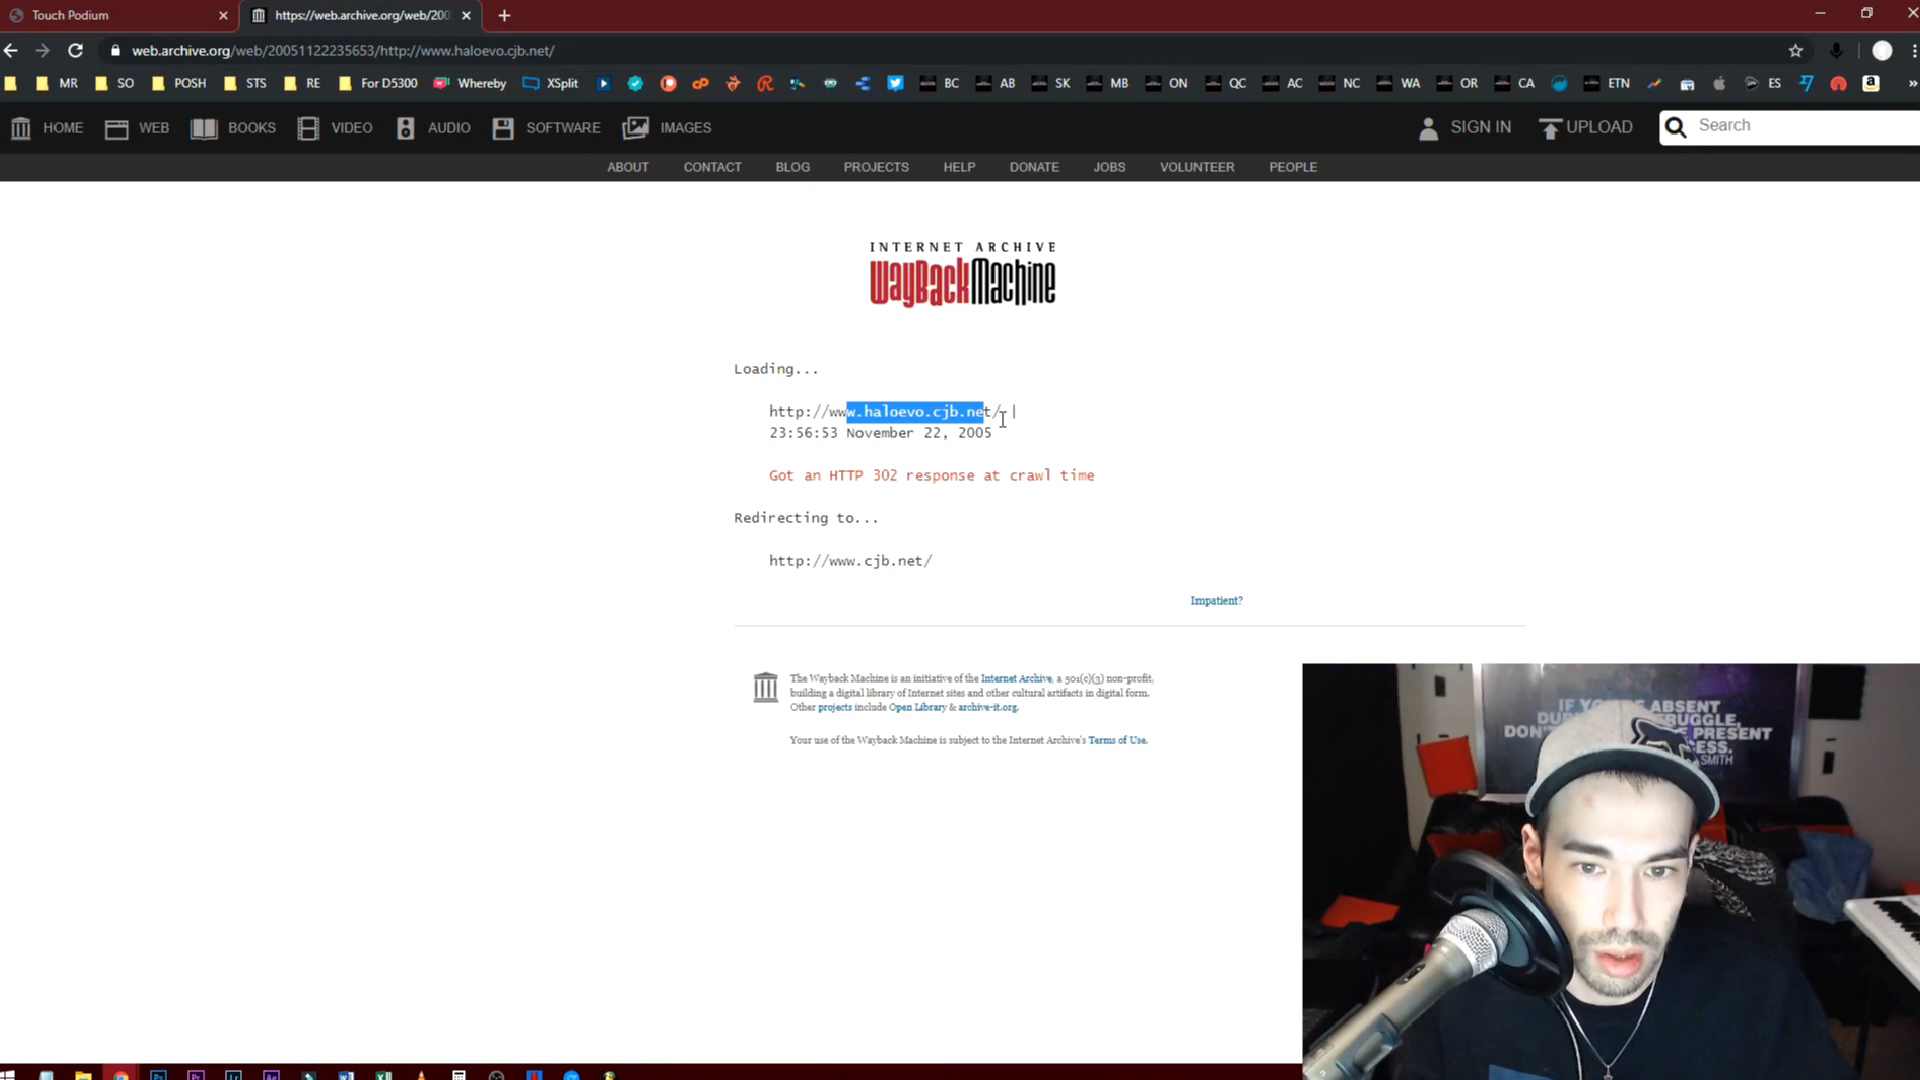 Touch Podium
https://web.archive.org/web/200
web.archive.org/web/20051122235653/http://www.haloevo.cjb.net/
MR SO POSH STS RE For D5300 Whereby XSplit BC AB SK MB ON QC AC NC WA OR CA ETN ES
HOME WEB BOOKS VIDEO AUDIO SOFTWARE IMAGES SIGN IN UPLOAD Search
ABOUT CONTACT BLOG PROJECTS HELP DONATE JOBS VOLUNTEER PEOPLE
INTERNET ARCHIVE
WayBackMachine
Loading...
http://www.haloevo.cjb.net/ |
23:56:53 November 22, 2005
Got an HTTP 302 response at crawl time
Redirecting to...
http://www.cjb.net/
Impatient?
The Wayback Machine is an initiative of the Internet Archive, a 501(c)(3) non-profit,
building a digital library of Internet sites and other cultural artifacts in digital form.
Other projects include Open Library & archive-it.org.
Your use of the Wayback Machine is subject to the Internet Archive's Terms of Use.
IF ABSENT
RUGGLE,
DON'T PRESENT
SMITH